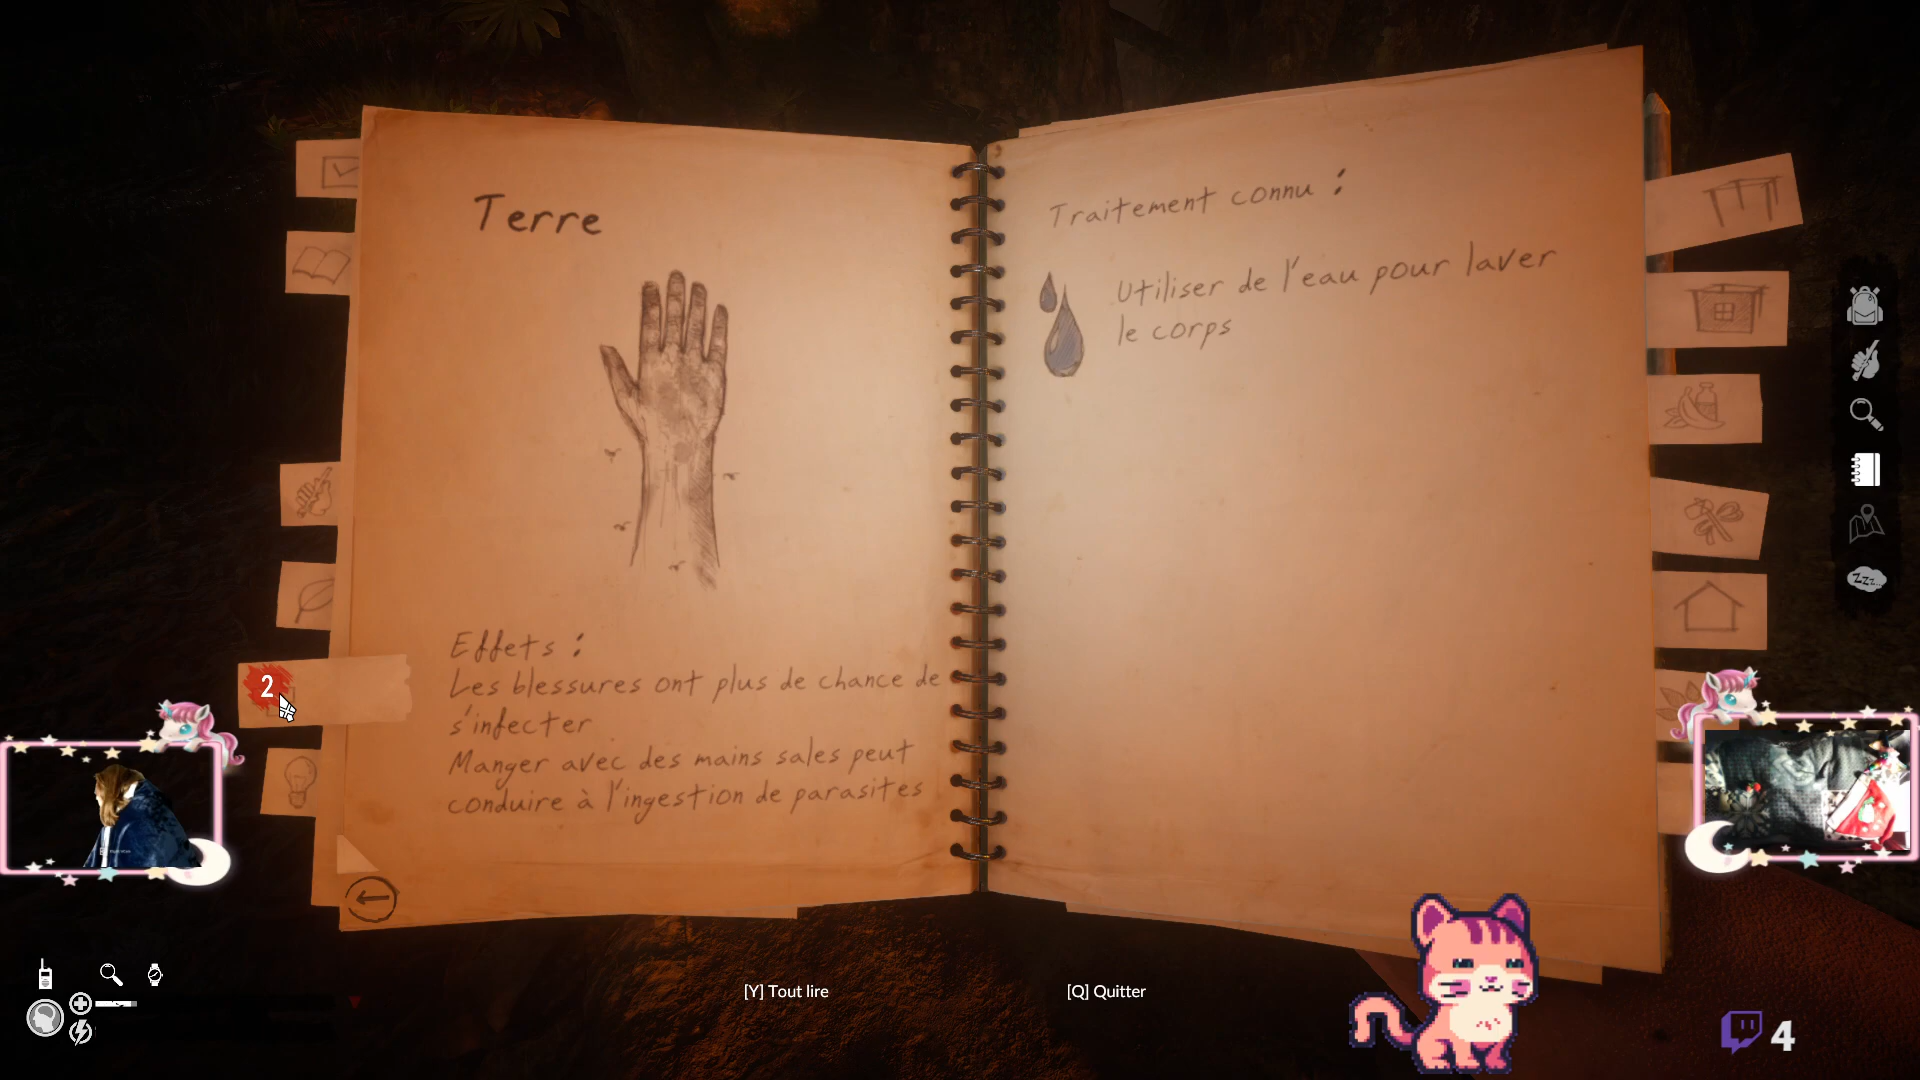 Terre
Effets :
Les blessures ont plus de chance de
s'infecter
Manger avec des mains sales peut
conduire à l'ingestion de parasites
Traitement connu :
Utiliser de l'eau pour laver
le corps
2
Zzz..
[Y] Tout lire
[Q] Quitter
4